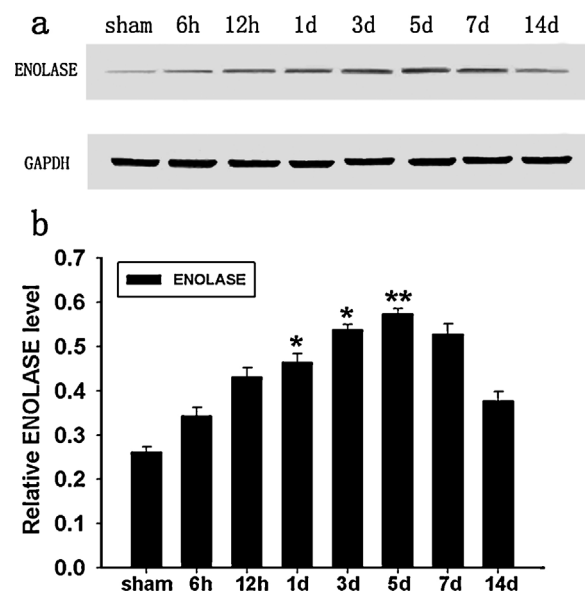 a
sham 6h 12h 1d 3d 5d 7d 14d
ENOLASE
GAPDH
b
0.7
ENOLASE
0.6
**
*
*
0.5
0.4
0.3
0.2
0.1
0.0
Relative ENOLASE level
sham 6h 12h 1d 3d 5d 7d 14d